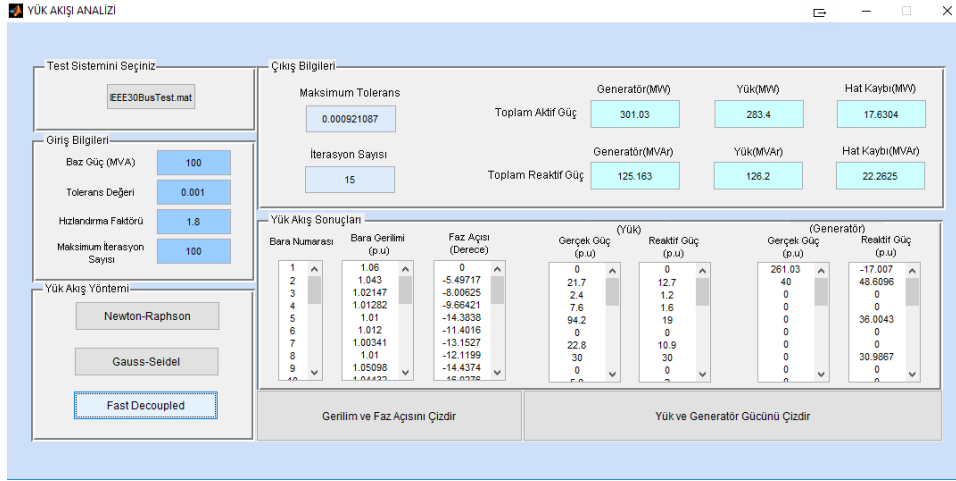 YÜK AKIŞI ANALİZİ
Test Sistemini Seçiniz
IEEE30BusTest.mat
Giriş Bilgileri
Baz Güç (MVA) 100
Tolerans Değeri 0.001
Hızlandırma Faktörü 1.8
Maksimum İterasyon Sayısı 100
Yük Akış Yöntemi
Newton-Raphson
Gauss-Seidel
Fast Decoupled
Çıkış Bilgileri
Maksimum Tolerans
0.000921087
İterasyon Sayısı
15
Generatör(MW) Yük(MW) Hat Kaybı(MW)
Toplam Aktif Güç 301.03 283.4 17.6304
Generatör(MVAr) Yük(MVAr) Hat Kaybı(MVAr)
Toplam Reaktif Güç 125.163 126.2 22.2625
Yük Akış Sonuçları
(Yük) (Generatör)
Bara Numarası Bara Gerilimi (p.u) Faz Açısı (Derece) Gerçek Güç (p.u) Reaktif Güç (p.u) Gerçek Güç (p.u) Reaktif Güç (p.u)
1 1.06 0 0 0 261.03 -17.007
2 1.043 -5.49717 21.7 12.7 40 48.6096
3 1.02147 -8.00625 2.4 1.2 0 0
4 1.01282 -9.66421 7.6 1.6 0 0
5 1.01 -14.3838 94.2 19 0 36.0043
6 1.012 -11.4016 0 0 0 0
7 1.00341 -13.1527 22.8 10.9 0 0
8 1.01 -12.1199 30 30 0 30.9867
9 1.05098 -14.4374 0 0 0 0
Gerilim ve Faz Açısını Çizdir
Yük ve Generatör Gücünü Çizdir